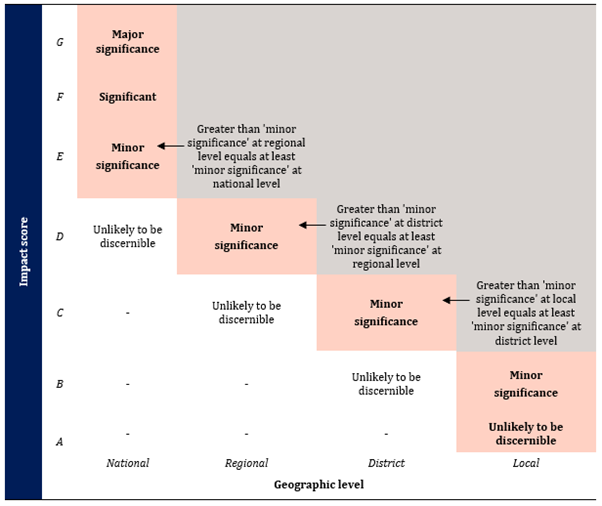 Impact score
G
Major
significance
F
Significant
E
Minor
significance
Greater than 'minor
significance' at regional
level equals at least
'minor significance' at
national level
D
Unlikely to be
discernible
Minor
significance
Greater than 'minor
significance' at district
level equals at least
'minor significance' at
regional level
C
-
Unlikely to be
discernible
Minor
significance
Greater than 'minor
significance' at local
level equals at least
'minor significance' at
district level
B
-
-
Unlikely to be
discernible
Minor
significance
A
-
-
-
Unlikely to be
discernible
National
Regional
District
Local
Geographic level